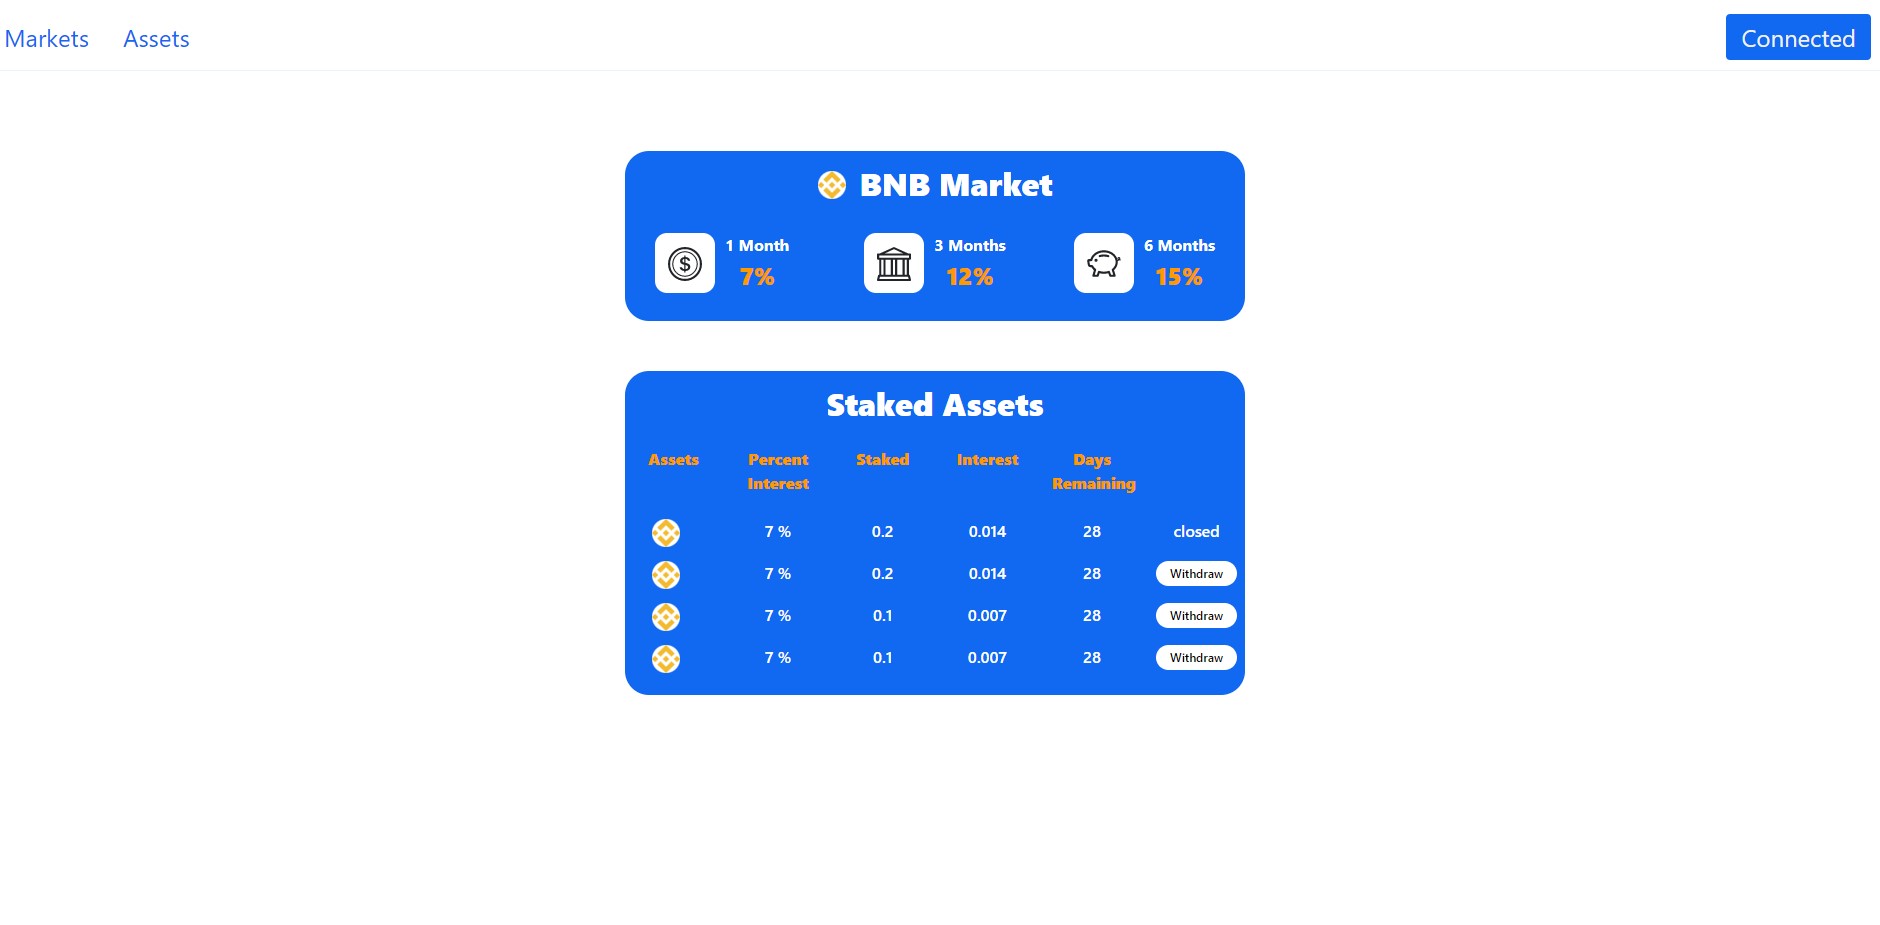 Markets Assets Connected
BNB Market
1 Month 3 Months 6 Months
$ 7% 12% 15%
Staked Assets
Assets Percent Staked Interest Days
Interest Remaining
7 % 0.2 0.014 28 closed
7 % 0.2 0.014 28 Withdraw
7 % 0.1 0.007 28 Withdraw
7 % 0.1 0.007 28 Withdraw